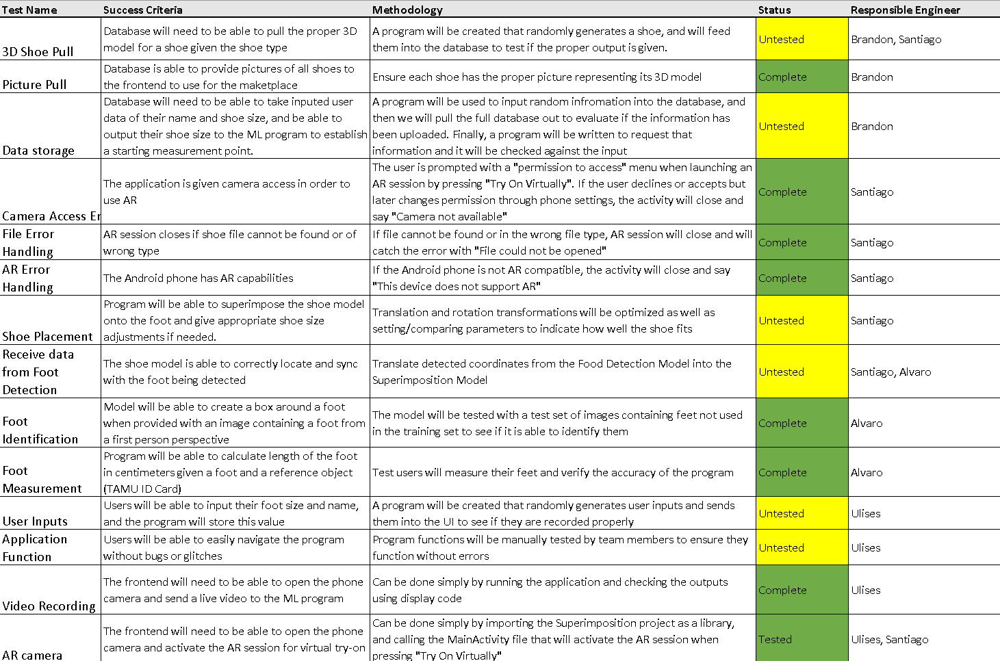 Test Name Success Criteria Methodology Status Responsible Engineer
3D Shoe Pull
Database will need to be able to pull the proper 3D
model for a shoe given the shoe type
A program will be created that randomly generates a shoe, and will feed
them into the database to test if the proper output is given.
Untested
Brandon, Santiago
Picture Pull
Database is able to provide pictures of all shoes to
the frontend to use for the maketplace
Ensure each shoe has the proper picture representing its 3D model
Complete
Brandon
Data storage
Database will need to be able to take inputed user
data of their name and shoe size, and be able to
output their shoe size to the ML program to establish
a starting measurement point.
A program will be used to input random infromation into the database, and
then we will pull the full database out to evaluate if the information has
been uploaded. Finally, a program will be written to request that
information and it will be checked against the input
Untested
Brandon
Camera Access Er
The application is given camera access in order to
use AR
The user is prompted with a "permission to access" menu when launching an
AR session by pressing "Try On Virtually". If the user declines or accepts but
later changes permission through phone settings, the activity will close and
say "Camera not available"
Complete
Santiago
File Error
Handling
AR session closes if shoe file cannot be found or of
wrong type
If file cannot be found or in the wrong file type, AR session will close and will
catch the error with "File could not be opened"
Complete
Santiago
AR Error
Handling
The Android phone has AR capabilities
If the Android phone is not AR compatible, the activity will close and say
"This device does not support AR"
Complete
Santiago
Shoe Placement
Program will be able to superimpose the shoe model
onto the foot and give appropriate shoe size
adjustments if needed.
Translation and rotation transformations will be optimized as well as
setting/comparing parameters to indicate how well the shoe fits
Untested
Santiago
Receive data
from Foot
Detection
The shoe model is able to correctly locate and sync
with the foot being detected
Translate detected coordinates from the Food Detection Model into the
Superimposition Model
Untested
Santiago, Alvaro
Foot
Identification
Model will be able to create a box around a foot
when provided with an image containing a foot from
a first person perspective
The model will be tested with a test set of images containing feet not used
in the training set to see if it is able to identify them
Complete
Alvaro
Foot
Measurement
Program will be able to calculate length of the foot
in centimeters given a foot and a reference object
(TAMU ID Card)
Test users will measure their feet and verify the accuracy of the program
Complete
Alvaro
User Inputs
Users will be able to input their foot size and name,
and the program will store this value
A program will be created that randomly generates user inputs and sends
them into the UI to see if they are recorded properly
Untested
Ulises
Application
Function
Users will be able to easily navigate the program
without bugs or glitches
Program functions will be manually tested by team members to ensure they
function without errors
Untested
Ulises
Video Recording
The frontend will need to be able to open the phone
camera and send a live video to the ML program
Can be done simply by running the application and checking the outputs
using display code
Complete
Ulises
AR camera
The frontend will need to be able to open the phone
camera and activate the AR session for virtual try-on
Can be done simply by importing the Superimposition project as a library,
and calling the MainActivity file that will activate the AR session when
pressing "Try On Virtually"
Tested
Ulises, Santiago